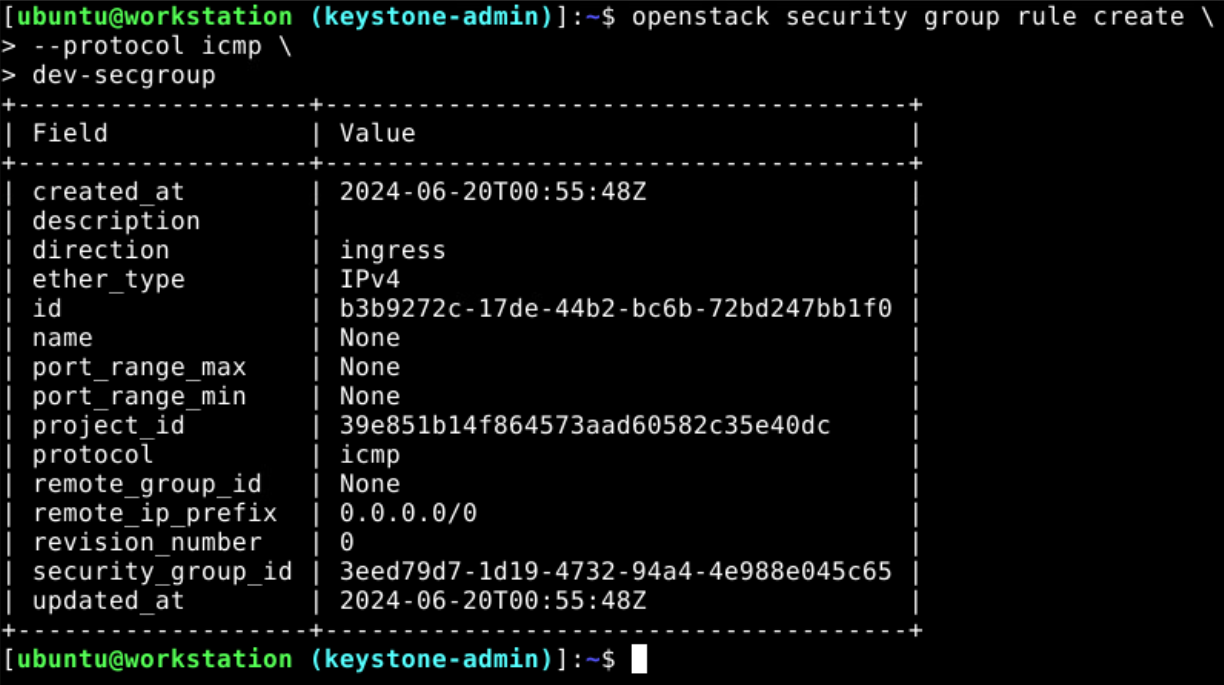 [ubuntu@workstation (keystone-admin)]:~$ openstack security group rule create \
> --protocol icmp \
> dev-secgroup
+-------------------+--------------------------------------+
| Field             | Value                                |
+-------------------+--------------------------------------+
| created_at        | 2024-06-20T00:55:48Z                 |
| description       |                                      |
| direction         | ingress                              |
| ether_type        | IPv4                                 |
| id                | b3b9272c-17de-44b2-bc6b-72bd247bb1f0 |
| name              | None                                 |
| port_range_max    | None                                 |
| port_range_min    | None                                 |
| project_id        | 39e851b14f864573aad60582c35e40dc     |
| protocol          | icmp                                 |
| remote_group_id   | None                                 |
| remote_ip_prefix  | 0.0.0.0/0                            |
| revision_number   | 0                                    |
| security_group_id | 3eed79d7-1d19-4732-94a4-4e988e045c65 |
| updated_at        | 2024-06-20T00:55:48Z                 |
+-------------------+--------------------------------------+
[ubuntu@workstation (keystone-admin)]:~$